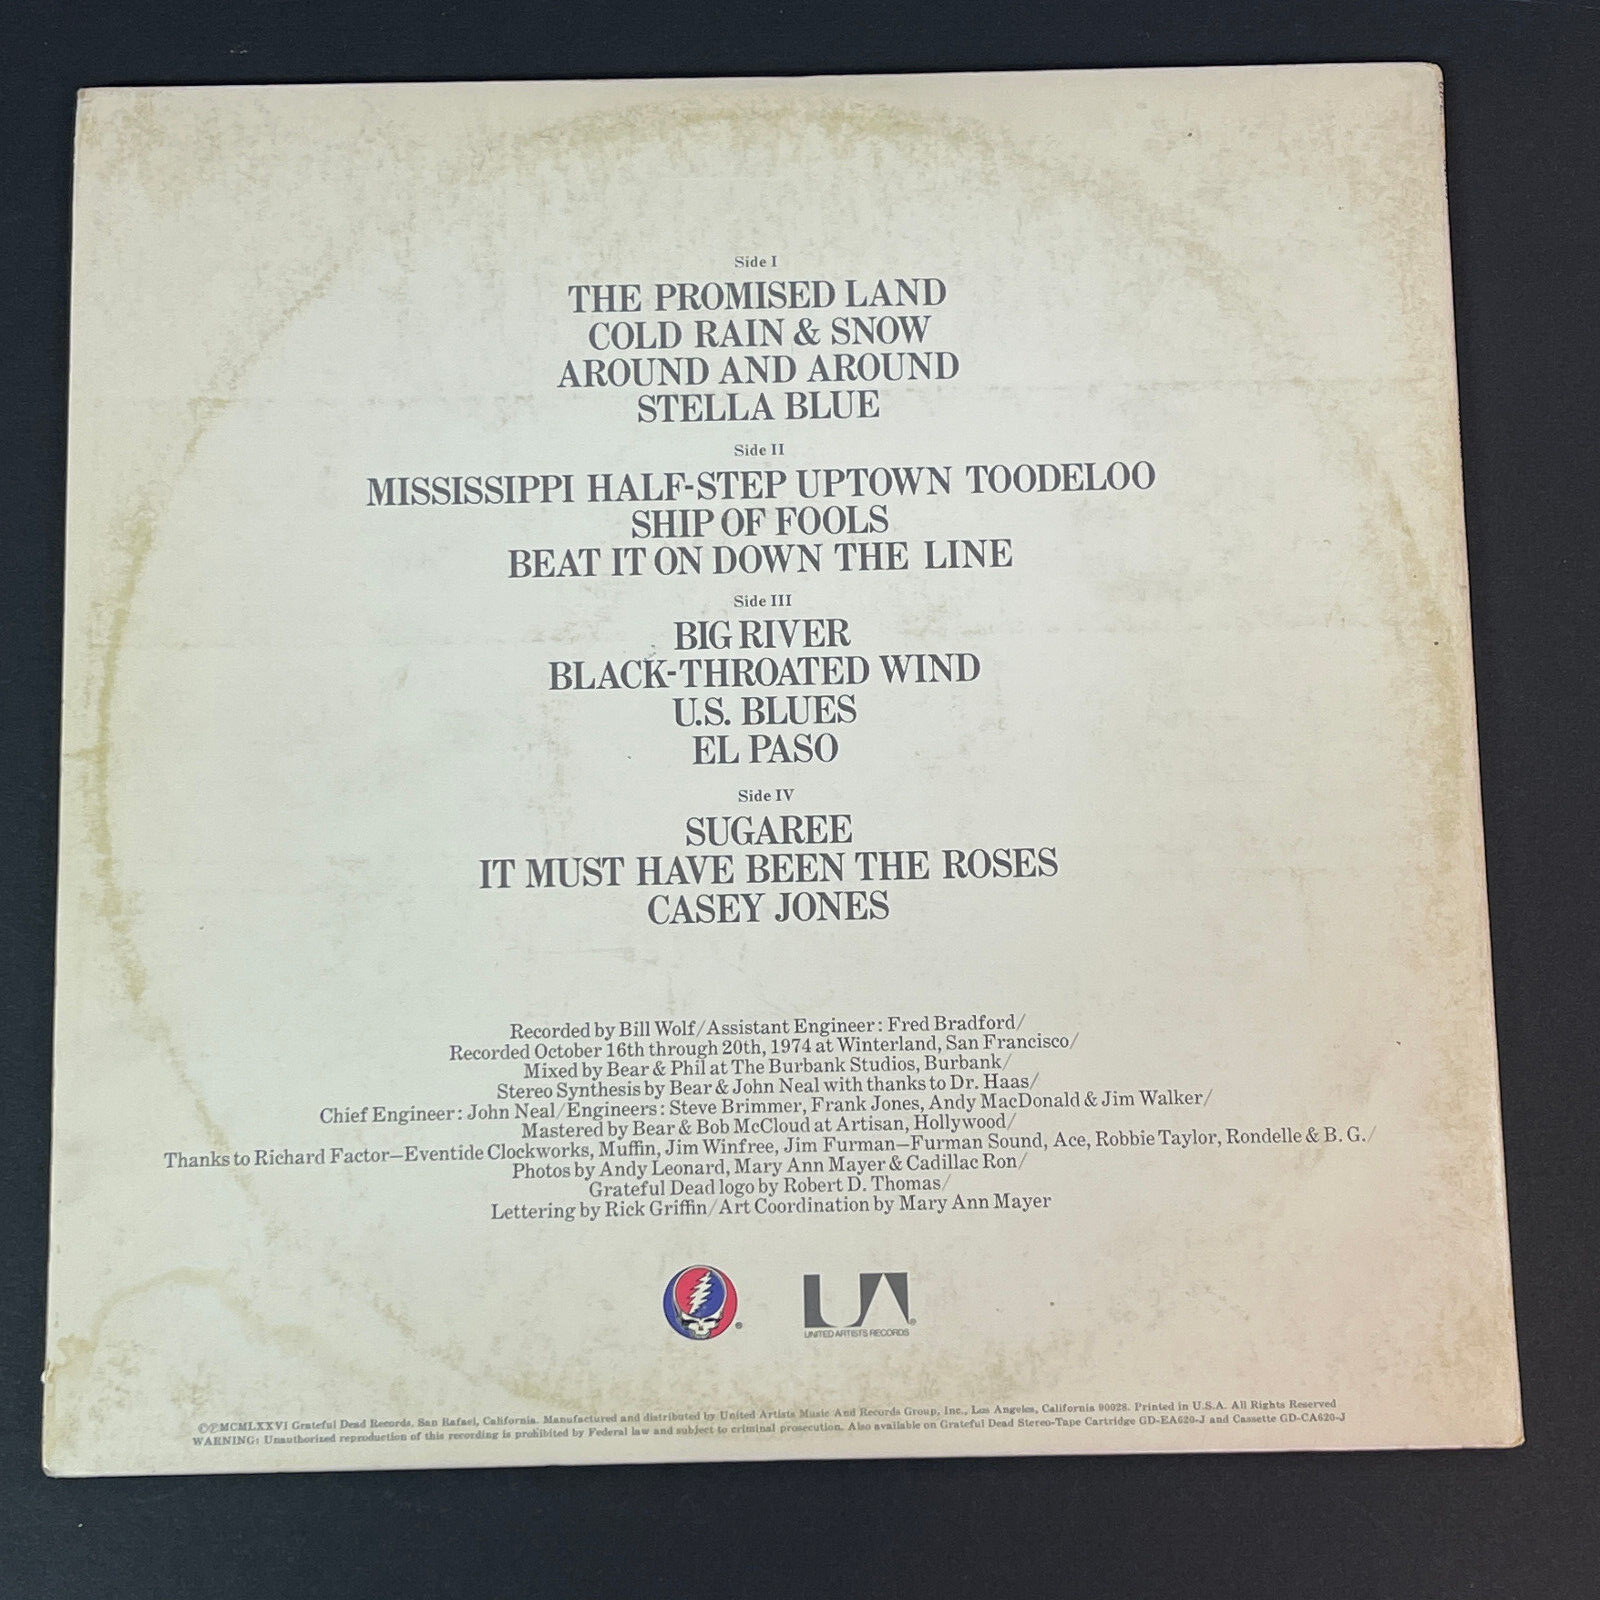 Side I
THE PROMISED LAND
COLD RAIN & SNOW
AROUND AND AROUND
STELLA BLUE
Side II
MISSISSIPPI HALF-STEP UPTOWN TOODELOO
SHIP OF FOOLS
BEAT IT ON DOWN THE LINE
Side III
BIG RIVER
BLACK-THROATED WIND
U.S. BLUES
EL PASO
Side IV
SUGAREE
IT MUST HAVE BEEN THE ROSES
CASEY JONES
Recorded by Bill Wolf/Assistant Engineer: Fred Bradford/
Recorded October 16th through 20th, 1974 at Winterland, San Francisco/
Mixed by Bear & Phil at The Burbank Studios, Burbank/
Stereo Synthesis by Bear & John Neal with thanks to Dr. Haas/
Chief Engineer: John Neal/Engineers: Steve Brimmer, Frank Jones, Andy MacDonald & Jim Walker/
Mastered by Bear & Bob McCloud at Artisan, Hollywood/
Thanks to Richard Factor—Eventide Clockworks, Muffin, Jim Winfree, Jim Furman—Furman Sound, Ace, Robbie Taylor, Rondelle & B. G./
Photos by Andy Leonard, Mary Ann Mayer & Cadillac Ron/
Grateful Dead logo by Robert D. Thomas/
Lettering by Rick Griffin/Art Coordination by Mary Ann Mayer
®
UA®
UNITED ARTISTS RECORDS
©℗MCMLXXVI Grateful Dead Records, San Rafael, California. Manufactured and distributed by United Artists Music And Records Group, Inc., Los Angeles, California 90028. Printed in U.S.A. All Rights Reserved
WARNING: Unauthorized reproduction of this recording is prohibited by Federal law and subject to criminal prosecution. Also available on Grateful Dead Stereo-Tape Cartridge GD-EA620-J and Cassette GD-CA620-J